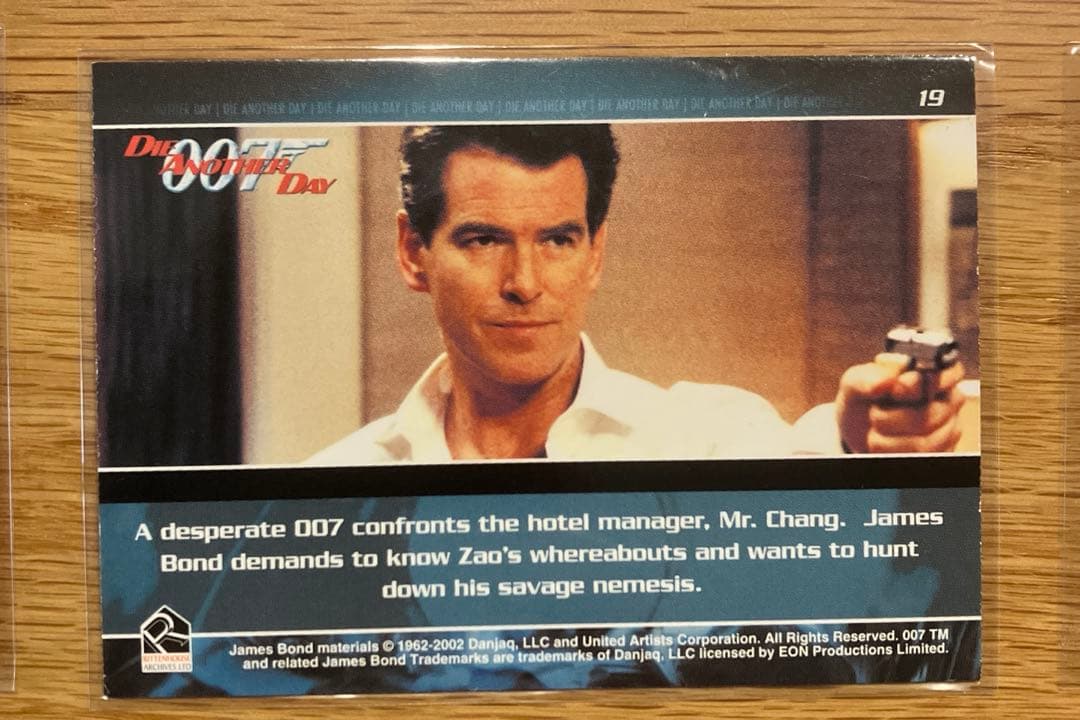 ANOTHER DAY | DIE ANOTHER DAY | DIE ANOTHER DAY | DIE ANOTHER DAY | DIE ANOTHER DAY | DIE ANOTHER DAY | DIE ANOTHER DAY | DIE ANOTHER
19
DIE
007
ANOTHER
DAY
A desperate 007 confronts the hotel manager, Mr. Chang. James
Bond demands to know Zao's whereabouts and wants to hunt
down his savage nemesis.
RITTENHOUSE
ARCHIVES LTD
James Bond materials © 1962-2002 Danjaq, LLC and United Artists Corporation. All Rights Reserved. 007 TM
and related James Bond Trademarks are trademarks of Danjaq, LLC licensed by EON Productions Limited.